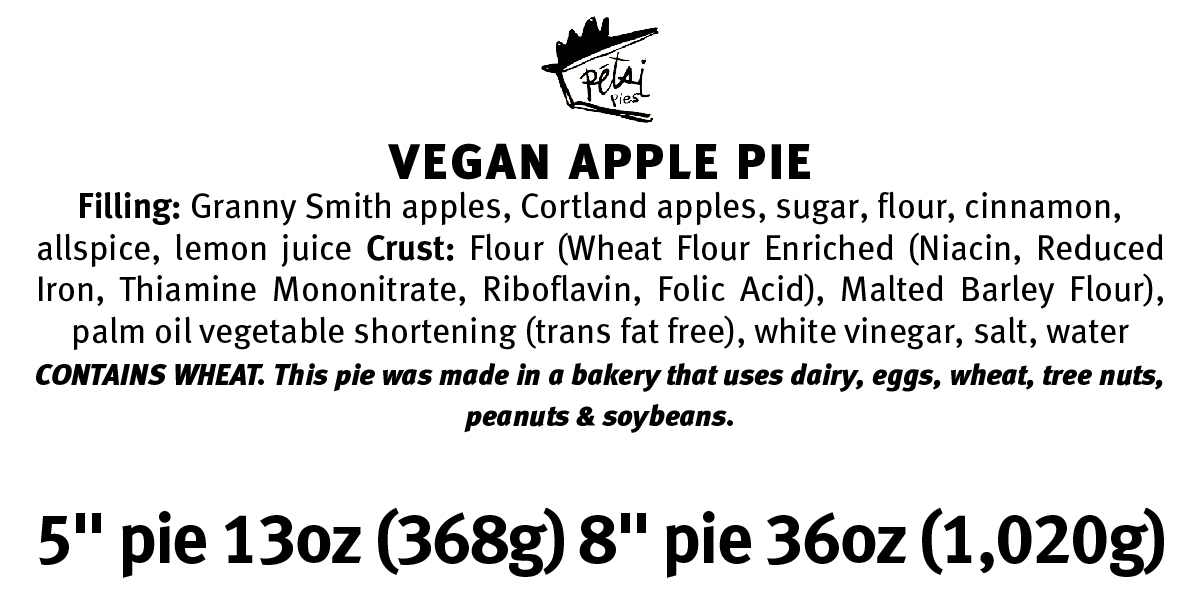 pétsi
Pies
VEGAN APPLE PIE
Filling: Granny Smith apples, Cortland apples, sugar, flour, cinnamon,
allspice, lemon juice Crust: Flour (Wheat Flour Enriched (Niacin, Reduced
Iron, Thiamine Mononitrate, Riboflavin, Folic Acid), Malted Barley Flour),
palm oil vegetable shortening (trans fat free), white vinegar, salt, water
CONTAINS WHEAT. This pie was made in a bakery that uses dairy, eggs, wheat, tree nuts,
peanuts & soybeans.
5" pie 13oz (368g) 8" pie 36oz (1,020g)